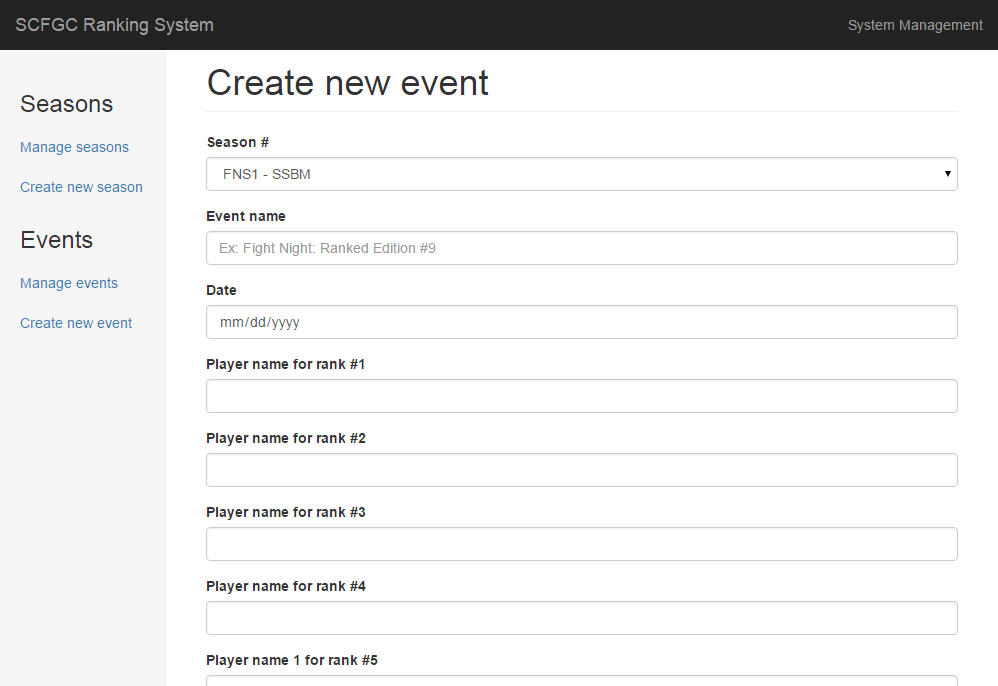 SCFGC Ranking System
System Management
Seasons
Manage seasons
Create new season
Events
Manage events
Create new event
Create new event
Season #
FNS1 - SSBM
Event name
Ex: Fight Night: Ranked Edition #9
Date
mm/dd/yyyy
Player name for rank #1
Player name for rank #2
Player name for rank #3
Player name for rank #4
Player name 1 for rank #5